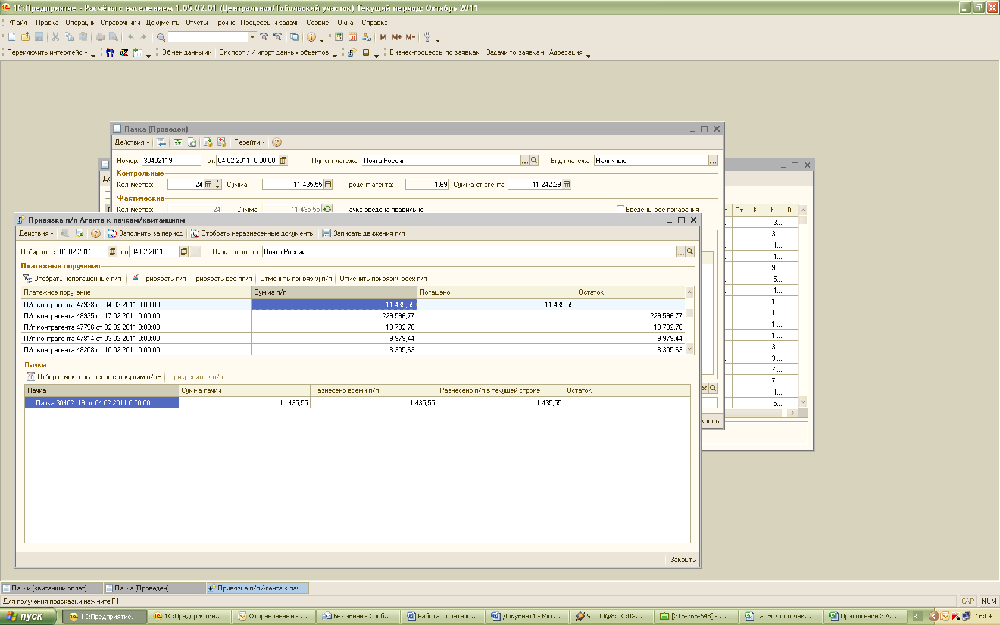 1С:Предприятие - Расчёты с населением 1.05.02.01 (Центральная/Тобольский участок) Текущий период: Октябрь 2011
Файл Правка Операции Справочники Документы Отчеты Прочие Процессы и задачи Сервис Окна Справка
M M+ M-
Переключить интерфейс Обмен данными Экспорт / Импорт данных объектов Бизнес-процессы по заявкам Задачи по заявкам Адресация
Пачка (Проведен)
Действия Перейти
Номер: 30402119 от: 04.02.2011 0:00:00 Пункт платежа: Почта России ... Вид платежа: Наличные ...
Контрольные
Количество: 24 Сумма: 11 435,55 Процент агента: 1,69 Сумма от агента: 11 242,29
Фактические
Количество: 24 Сумма: 11 435,55 Пачка введена правильно! Введены все показания
От... К... К... В...
3...
3...
1...
1...
9...
5...
1...
1...
1...
1...
1...
3...
3...
7...
7...
1...
5...
Привязка п/п Агента к пачкам/квитанциям
Действия Заполнить за период Отобрать неразнесенные документы Записать движения п/п
Отбирать с 01.02.2011 по 04.02.2011 ... Пункт платежа: Почта России ...
Платежные поручения
Отобрать непогашенные п/п Привязать п/п Привязать все пп/п Отменить привязку п/п Отменить привязку всех п/п
Платежное поручение Сумма п/п Погашено Остаток
П/п контрагента 47938 от 04.02.2011 0:00:00 11 435,55 11 435,55
П/п контрагента 48925 от 17.02.2011 0:00:00 229 596,77 229 596,77
П/п контрагента 47796 от 02.02.2011 0:00:00 13 782,78 13 782,78
П/п контрагента 47814 от 03.02.2011 0:00:00 9 979,44 9 979,44
П/п контрагента 48208 от 10.02.2011 0:00:00 8 305,63 8 305,63
Пачки
Отбор пачек: погашенные текущим п/п Прикрепить к п/п
Пачка Сумма пачки Разнесено всеми п/п Разнесено п/п в текущей строке Остаток
Пачка 30402119 от 04.02.2011 0:00:00 11 435,55 11 435,55 11 435,55
крыть
Закрыть
Пачки (квитанций оплат) Пачка (Проведен) Привязка п/п Агента к пач...
Для получения подсказки нажмите F1 CAP NUM
пуск 1С:Предприятие... 1С:Предприятие... Отправленные - ... Без имени - Сооб... Работа с платеж... Документ1 - Micr... 9. □0@8: !С:0G... [315-365-648] - ... ТатЭс Состояни... Приложение 2 А... RU 16:04